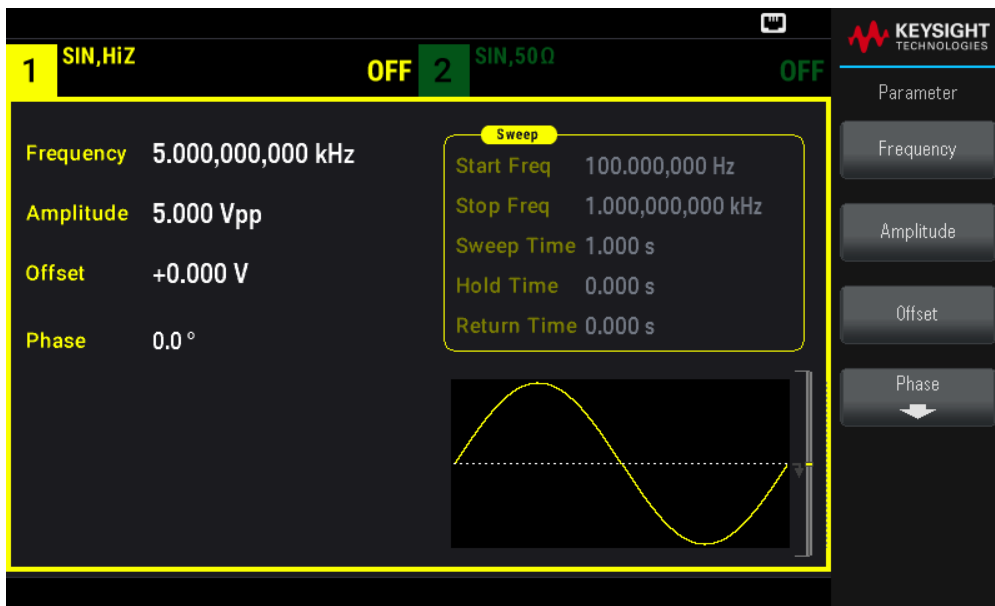 1 SIN,HiZ OFF 2 SIN,50Ω OFF
KEYSIGHT
TECHNOLOGIES
Parameter
Frequency 5.000,000,000 kHz
Amplitude 5.000 Vpp
Offset +0.000 V
Phase 0.0 °
Sweep
Start Freq 100.000,000 Hz
Stop Freq 1.000,000,000 kHz
Sweep Time 1.000 s
Hold Time 0.000 s
Return Time 0.000 s
Frequency
Amplitude
Offset
Phase